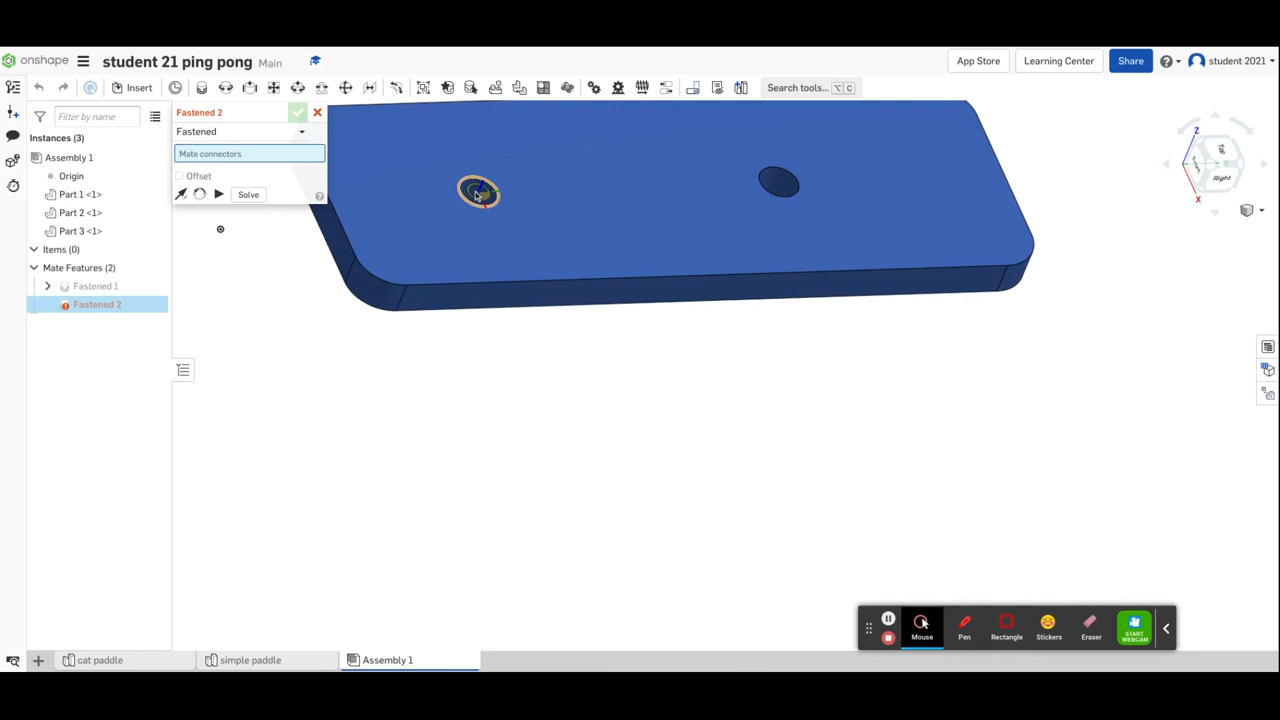 onshape
student 21 ping pong Main
App Store
Learning Center
Share
student 2021
Insert
Search tools... ⌥ C
Filter by name
Instances (3)
Assembly 1
Origin
Part 1 <1>
Part 2 <1>
Part 3 <1>
Items (0)
Mate Features (2)
Fastened 1
Fastened 2
Fastened 2
Fastened
Mate connectors
Offset
Solve
Z
Top
Right
X
Mouse
Pen
Rectangle
Stickers
Eraser
START
WEBCAM
cat paddle
simple paddle
Assembly 1